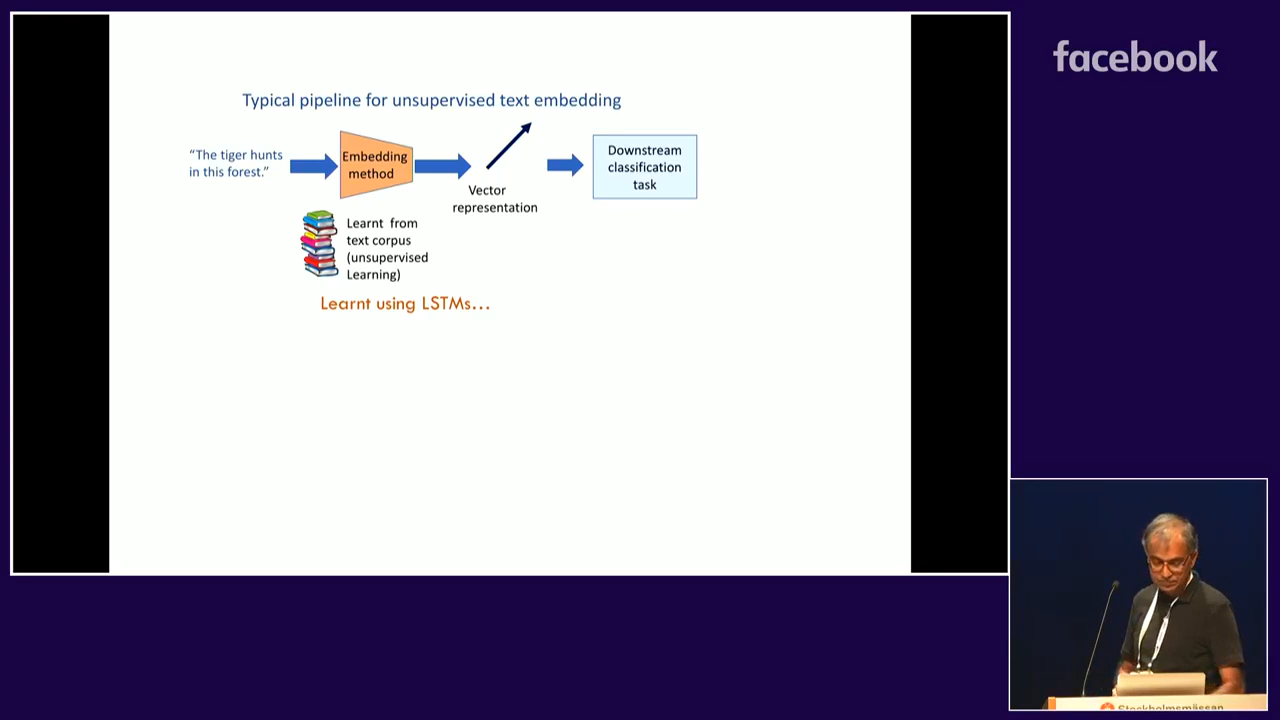 facebook
Typical pipeline for unsupervised text embedding
“The tiger hunts
in this forest.”
Embedding
method
Vector
representation
Downstream
classification
task
Learnt from
text corpus
(unsupervised
Learning)
Learnt using LSTMs...
Stockholmsmässan